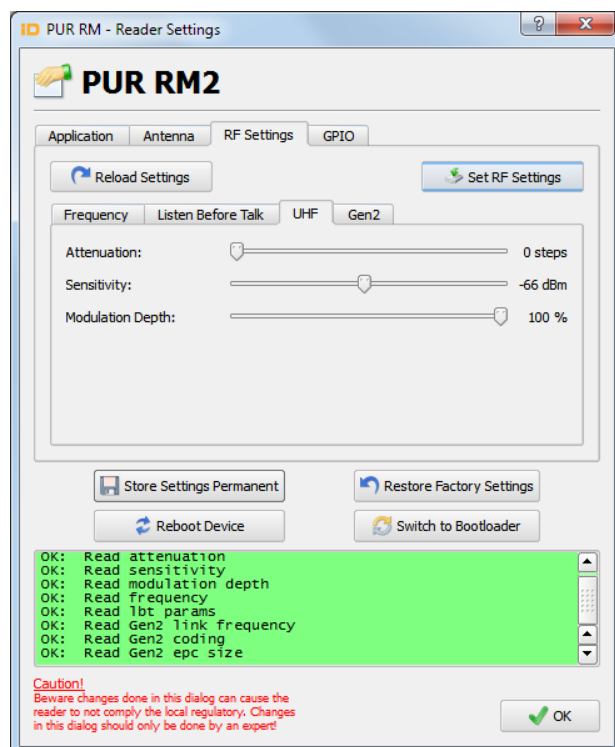 ID PUR RM - Reader Settings
?
PUR RM2
Application Antenna RF Settings GPIO
Reload Settings Set RF Settings
Frequency Listen Before Talk UHF Gen2
Attenuation: 0 steps
Sensitivity: -66 dBm
Modulation Depth: 100 %
Store Settings Permanent Restore Factory Settings
Reboot Device Switch to Bootloader
OK: Read attenuation
OK: Read sensitivity
OK: Read modulation depth
OK: Read frequency
OK: Read lbt params
OK: Read Gen2 link frequency
OK: Read Gen2 coding
OK: Read Gen2 epc size
Caution!
Beware changes done in this dialog can cause the
reader to not comply the local regulatory. Changes
in this dialog should only be done by an expert!
OK